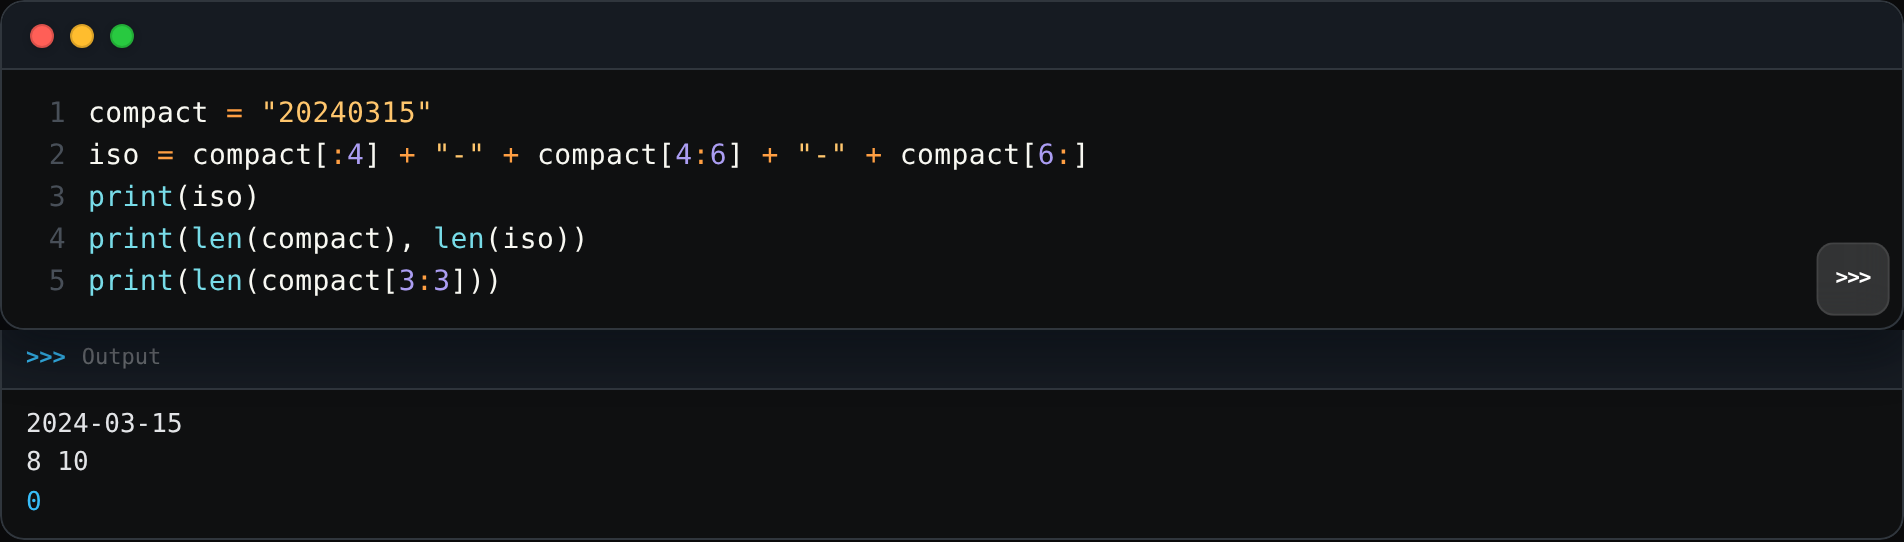 1 compact = "20240315"
2 iso = compact[:4] + "-" + compact[4:6] + "-" + compact[6:]
3 print(iso)
4 print(len(compact), len(iso))
5 print(len(compact[3:3]))
>>>
>>> Output
2024-03-15
8 10
0